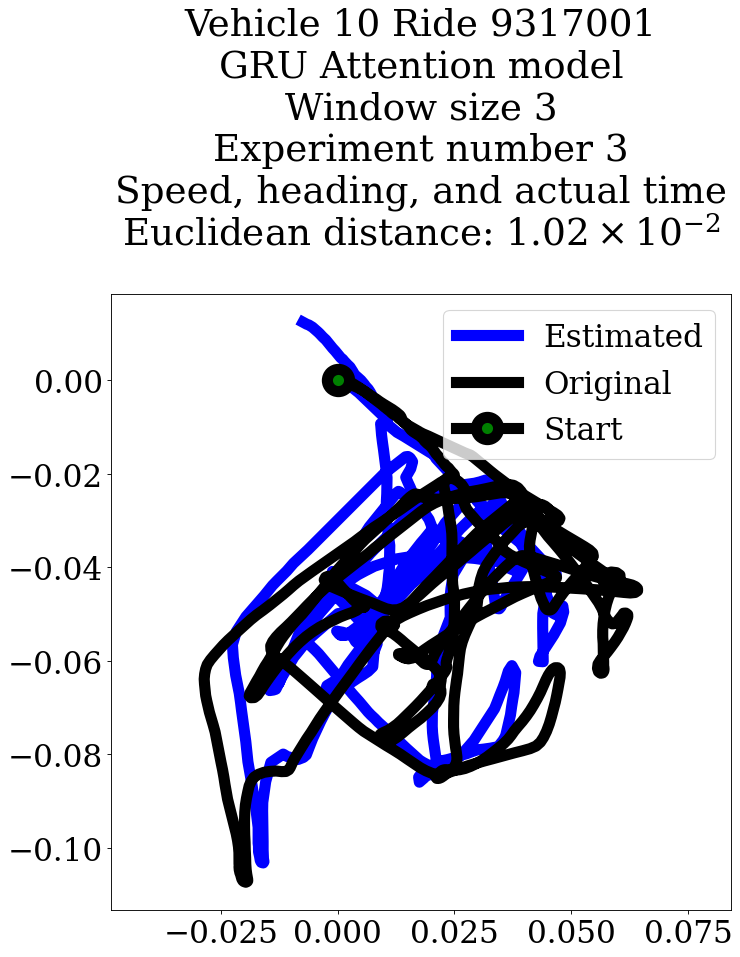 Vehicle 10 Ride 9317001
GRU Attention model
Window size 3
Experiment number 3
Speed, heading, and actual time
Euclidean distance: 1.02 × 10⁻²
Estimated
Original
Start
0.00
−0.02
−0.04
−0.06
−0.08
−0.10
−0.025 0.000 0.025 0.050 0.075